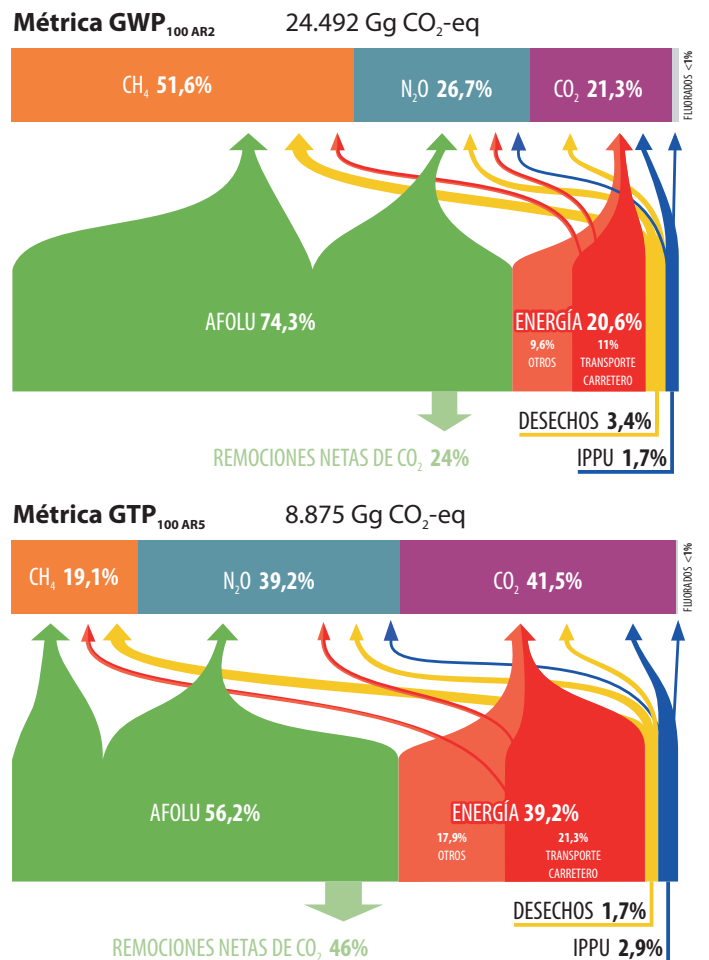 Métrica GWP100 AR2 24.492 Gg CO2-eq
CH4 51,6%
N2O 26,7%
CO2 21,3%
FLUORADOS <1%
AFOLU 74,3%
ENERGÍA 20,6%
9,6%
OTROS
11%
TRANSPORTE
CARRETERO
DESECHOS 3,4%
REMOCIONES NETAS DE CO2 24%
IPPU 1,7%
Métrica GTP100 AR5 8.875 Gg CO2-eq
CH4 19,1%
N2O 39,2%
CO2 41,5%
FLUORADOS <1%
AFOLU 56,2%
ENERGÍA 39,2%
17,9%
OTROS
21,3%
TRANSPORTE
CARRETERO
DESECHOS 1,7%
REMOCIONES NETAS DE CO2 46%
IPPU 2,9%